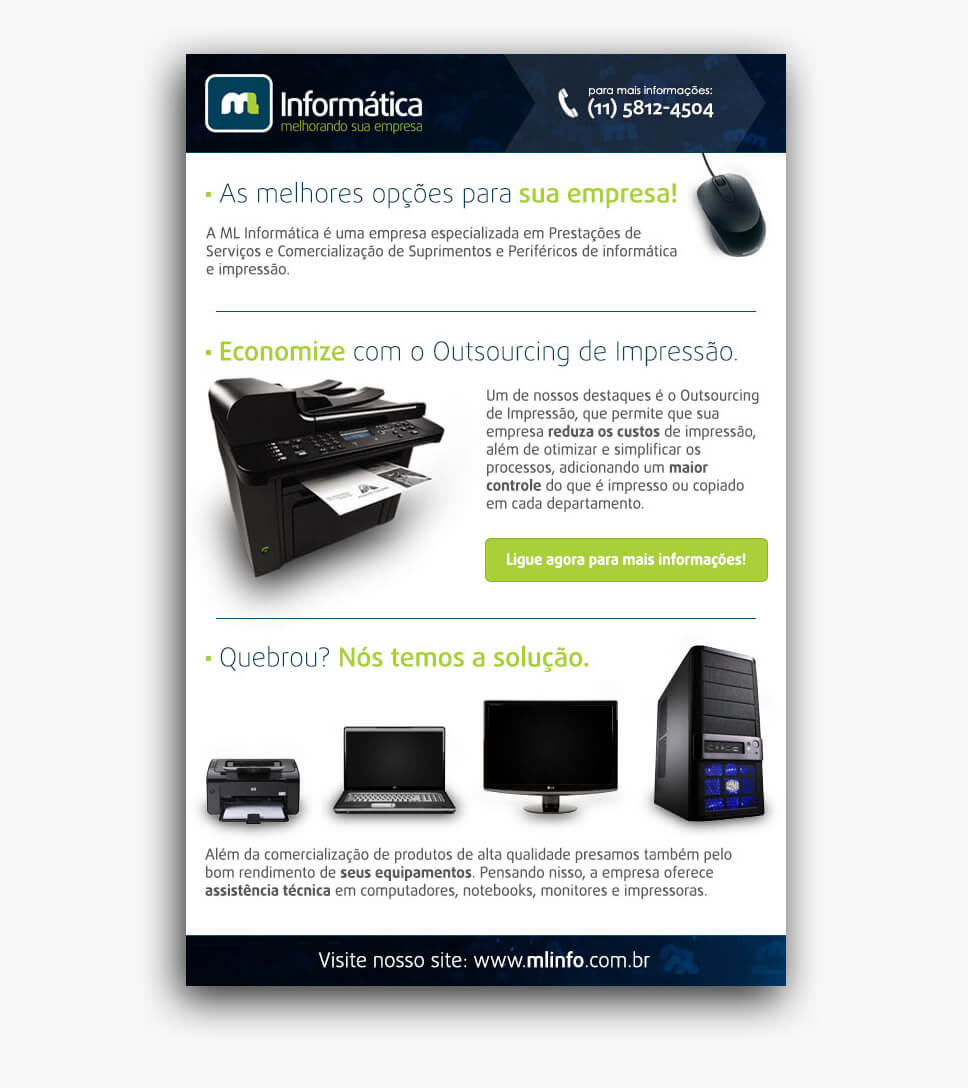 ml Informática
melhorando sua empresa
para mais informações:
(11) 5812-4504
▪ As melhores opções para sua empresa!
A ML Informática é uma empresa especializada em Prestações de
Serviços e Comercialização de Suprimentos e Periféricos de informática
e impressão.
▪ Economize com o Outsourcing de Impressão.
Um de nossos destaques é o Outsourcing
de Impressão, que permite que sua
empresa reduza os custos de impressão,
além de otimizar e simplificar os
processos, adicionando um maior
controle do que é impresso ou copiado
em cada departamento.
Ligue agora para mais informações!
▪ Quebrou? Nós temos a solução.
Além da comercialização de produtos de alta qualidade presamos também pelo
bom rendimento de seus equipamentos. Pensando nisso, a empresa oferece
assistência técnica em computadores, notebooks, monitores e impressoras.
Visite nosso site: www.mlinfo.com.br